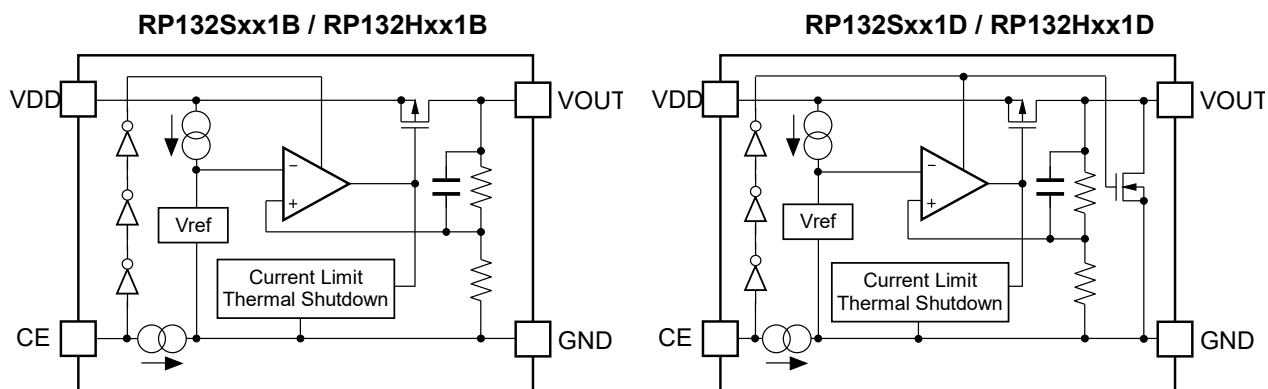 RP132Sxx1B / RP132Hxx1B
VDD
VOUT
−
+
Vref
Current Limit
Thermal Shutdown
CE
GND
RP132Sxx1D / RP132Hxx1D
VDD
VOUT
−
+
Vref
Current Limit
Thermal Shutdown
CE
GND